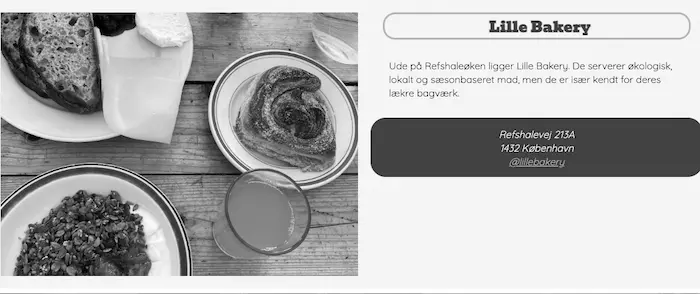 Lille Bakery
Ude på Refshaleøken ligger Lille Bakery. De serverer økologisk,
lokalt og sæsonbaseret mad, men de er især kendt for deres
lækre bagværk.
Refshalevej 213A
1432 København
@lillebakery